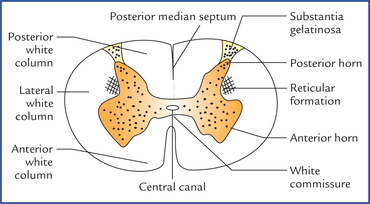 Posterior median septum
Posterior
white
column
Lateral
white
column
Anterior
white
column
Central canal
Substantia
gelatinosa
Posterior horn
Reticular
formation
Anterior horn
White
commissure